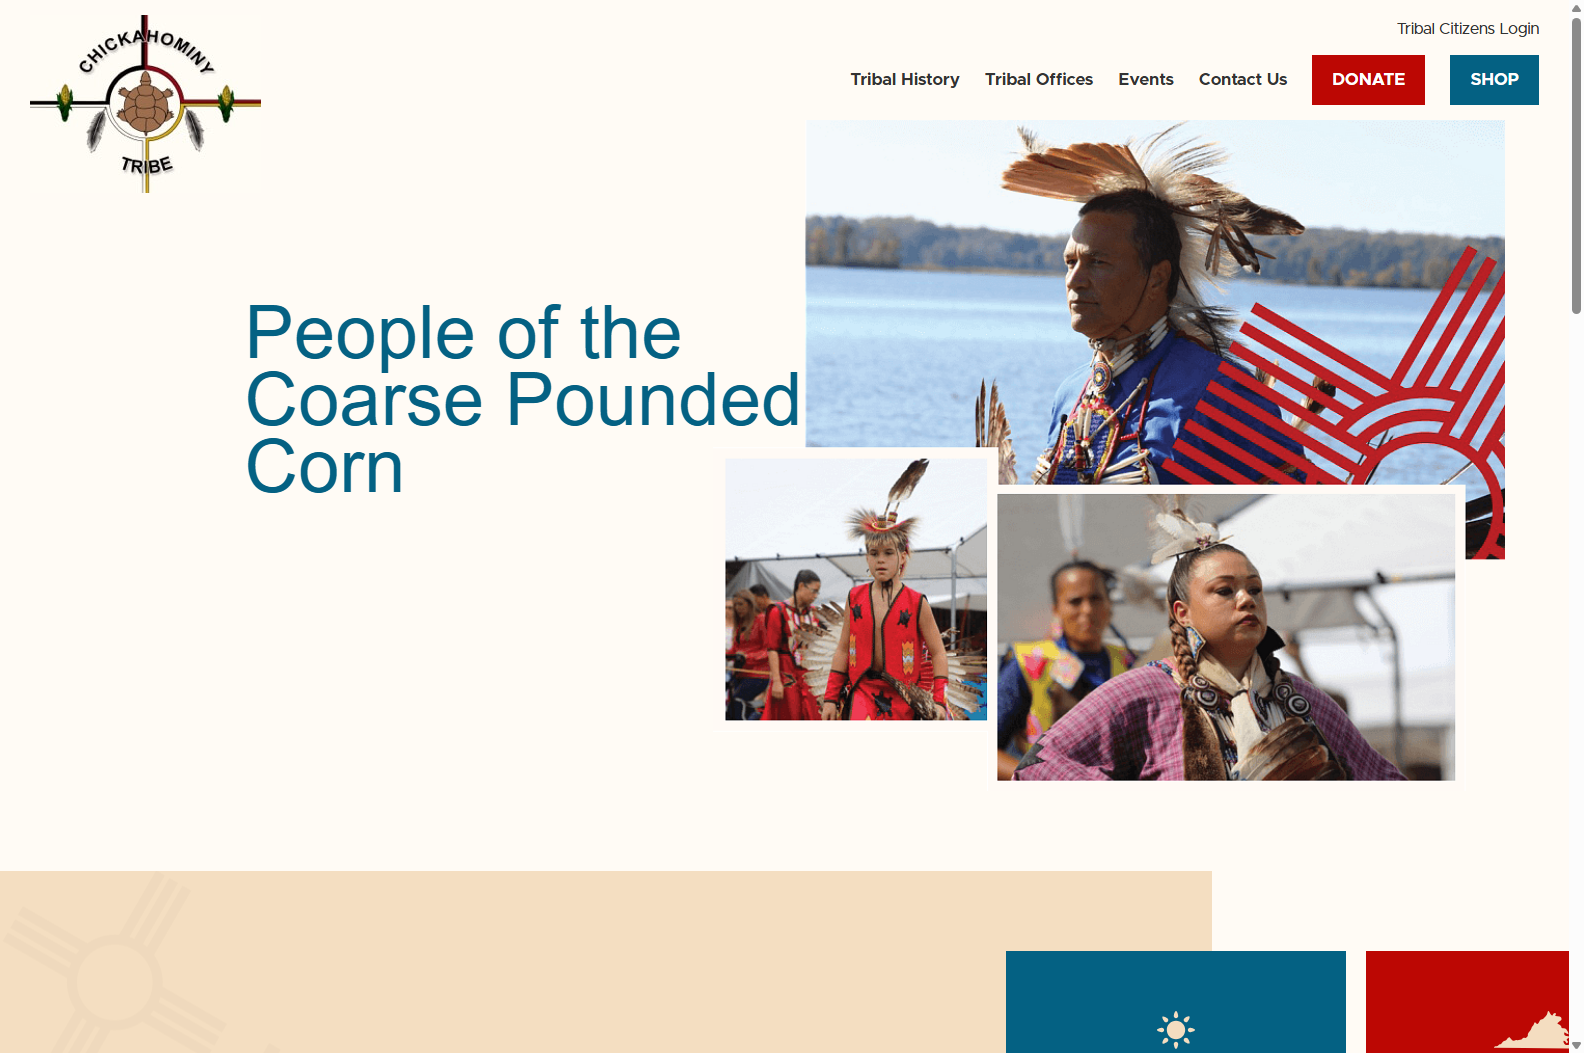 CHICKAHOMINY
TRIBE
Tribal Citizens Login
Tribal History
Tribal Offices
Events
Contact Us
DONATE
SHOP
People of the
Coarse Pounded
Corn